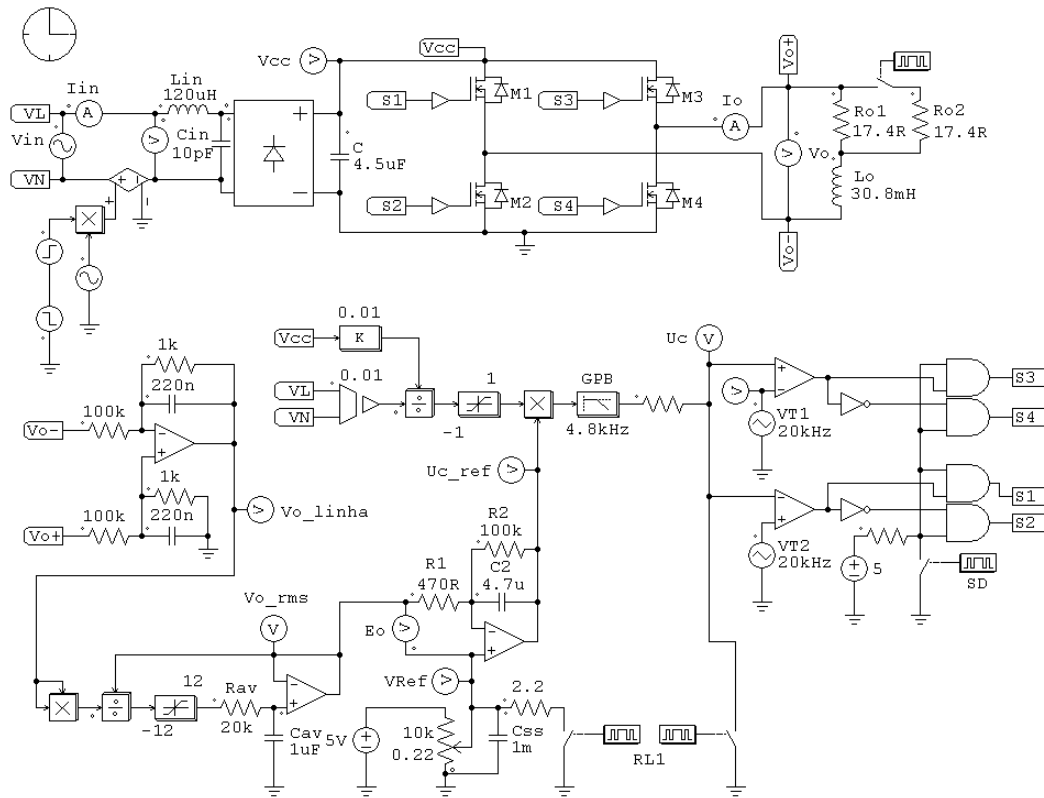 Vcc
Vcc
Iin
Lin
120uH
VL
A
Vin
V
Cin
10pF
VN
+
-
C
4.5uF
S1
M1
S3
M3
Io
A
Vo+
Ro1
17.4R
Ro2
17.4R
V
Vo
Lo
30.8mH
S2
M2
S4
M4
Vo-
1k
220n
Vo-
100k
1k
220n
Vo+
100k
V
Vo_linha
0.01
Vcc
K
VL
0.01
VN
1
-1
GPB
4.8kHz
Uc
V
V
VT1
20kHz
S3
S4
Uc_ref
V
VT2
20kHz
S1
S2
5
SD
R2
100k
R1
470R
C2
4.7u
Vo_rms
V
Eo
V
VRef
V
12
-12
Rav
20k
Cav
1uF
5V
10k
0.22
2.2
Css
1m
RL1